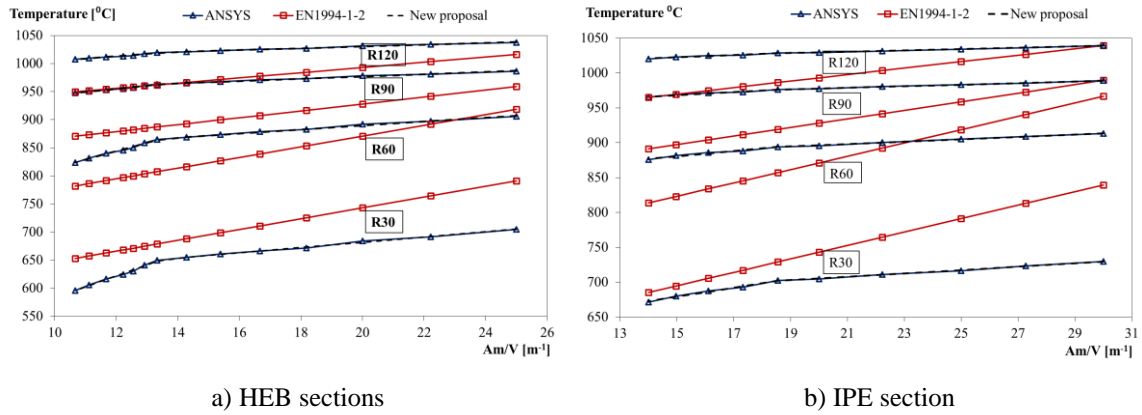 Temperature [⁰C]
ANSYS EN1994-1-2 New proposal
1050
1000
950
900
850
800
750
700
650
600
550
R120
R90
R60
R30
10 12 14 16 18 20 22 24 26
Am/V [m⁻¹]
a) HEB sections
Temperature ⁰C
ANSYS EN1994-1-2 New proposal
1050
1000
950
900
850
800
750
700
650
R120
R90
R60
R30
13 15 17 19 21 23 25 27 29 31
Am/V [m⁻¹]
b) IPE section